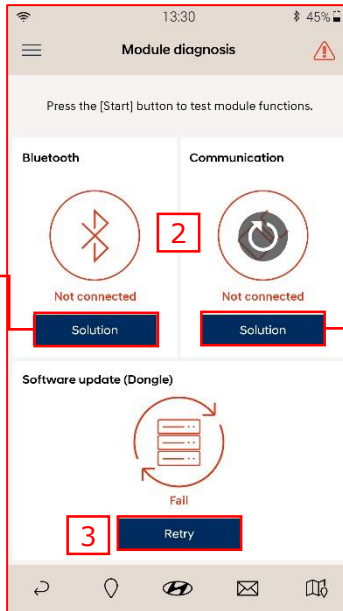 13:30
45%
Module diagnosis
Press the [Start] button to test module functions.
Bluetooth
Communication
2
Not connected
Not connected
Solution
Solution
Software update (Dongle)
Fail
3
Retry